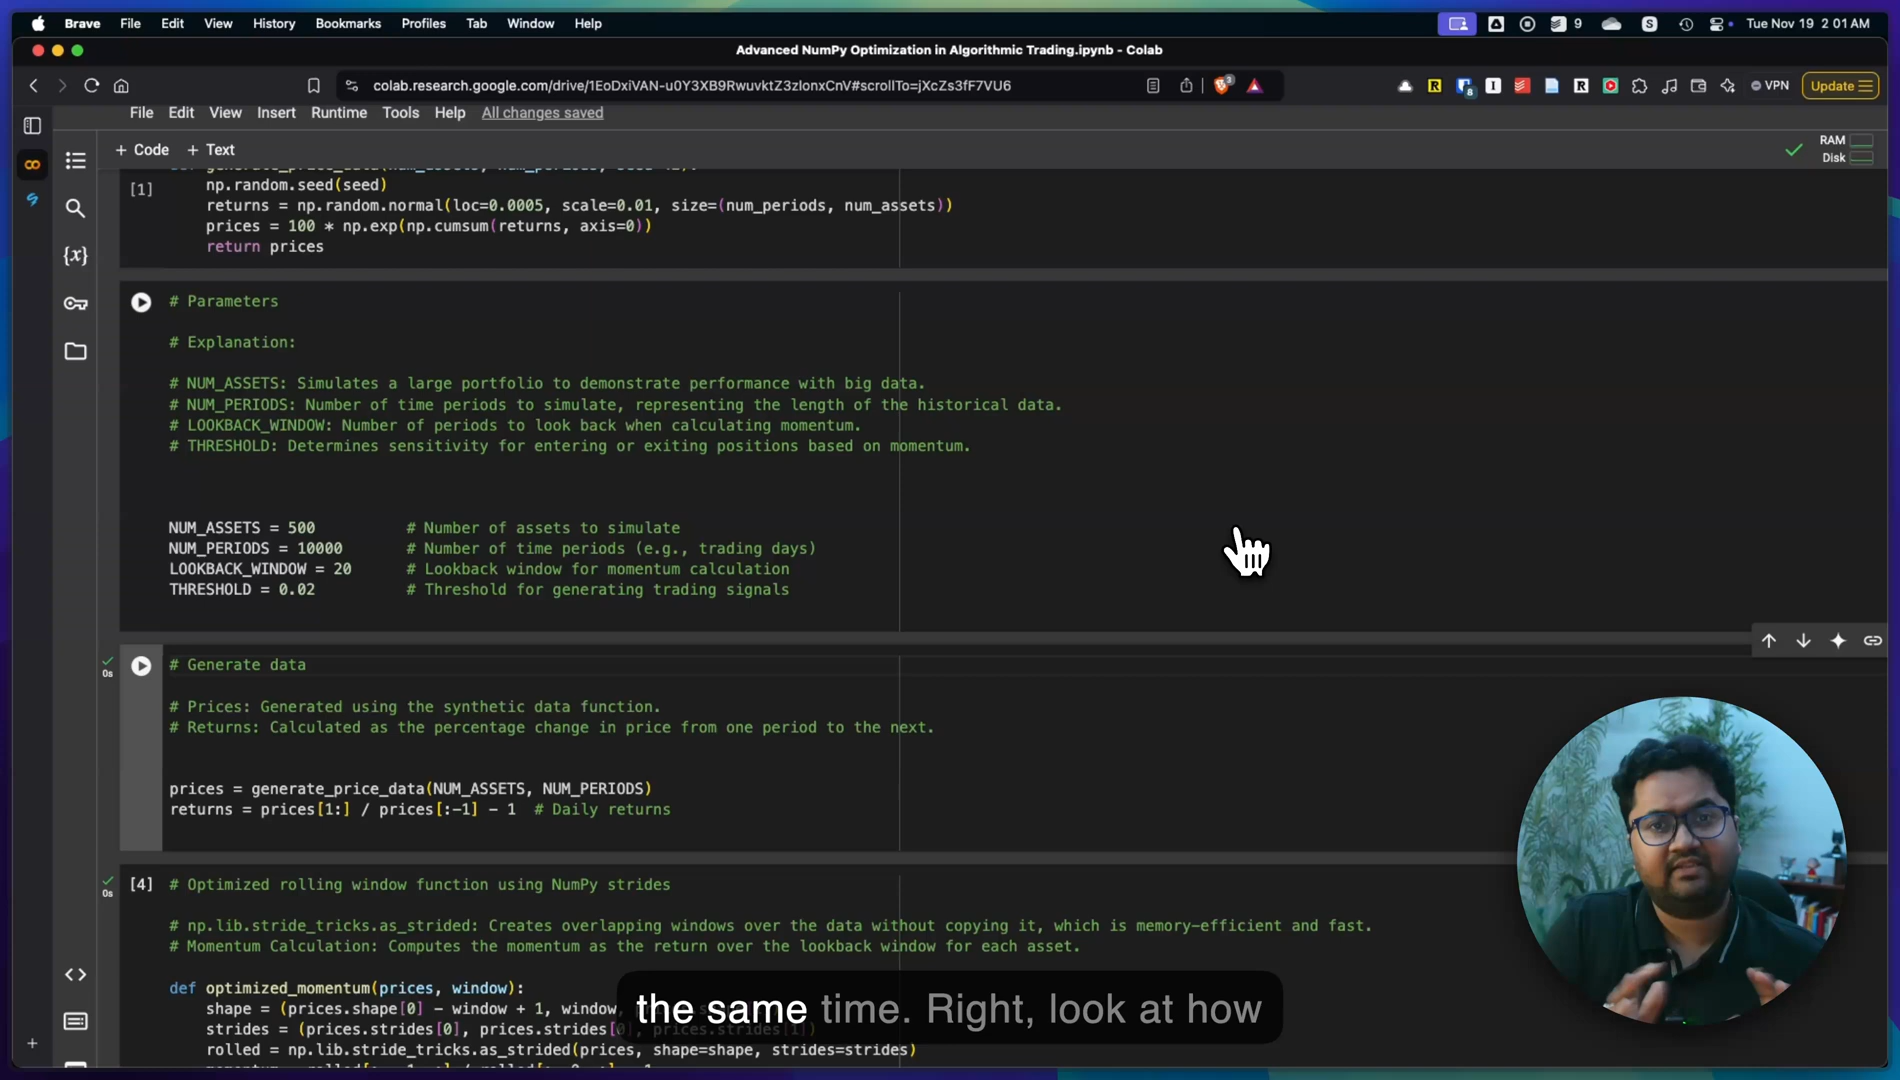 Brave File Edit View History Bookmarks Profiles Tab Window Help 9 S Tue Nov 19 2 01 AM
Advanced NumPy Optimization in Algorithmic Trading.ipynb - Colab
colab.research.google.com/drive/1EoDxiVAN-u0Y3XB9RwuvktZ3zIonxCnV#scrollTo=jXcZs3fF7VU6 3 R 8 I R VPN Update
File Edit View Insert Runtime Tools Help All changes saved
+ Code + Text RAM
Disk
[1] np.random.seed(seed)
returns = np.random.normal(loc=0.0005, scale=0.01, size=(num_periods, num_assets))
prices = 100 * np.exp(np.cumsum(returns, axis=0))
return prices
# Parameters
# Explanation:
# NUM_ASSETS: Simulates a large portfolio to demonstrate performance with big data.
# NUM_PERIODS: Number of time periods to simulate, representing the length of the historical data.
# LOOKBACK_WINDOW: Number of periods to look back when calculating momentum.
# THRESHOLD: Determines sensitivity for entering or exiting positions based on momentum.
NUM_ASSETS = 500 # Number of assets to simulate
NUM_PERIODS = 10000 # Number of time periods (e.g., trading days)
LOOKBACK_WINDOW = 20 # Lookback window for momentum calculation
THRESHOLD = 0.02 # Threshold for generating trading signals
0s # Generate data
# Prices: Generated using the synthetic data function.
# Returns: Calculated as the percentage change in price from one period to the next.
prices = generate_price_data(NUM_ASSETS, NUM_PERIODS)
returns = prices[1:] / prices[:-1] - 1 # Daily returns
0s [4] # Optimized rolling window function using NumPy strides
# np.lib.stride_tricks.as_strided: Creates overlapping windows over the data without copying it, which is memory-efficient and fast.
# Momentum Calculation: Computes the momentum as the return over the lookback window for each asset.
def optimized_momentum(prices, window):
shape = (prices.shape[0] - window + 1, window,
strides = (prices.strides[0], prices.strides[0], prices.strides[1])
rolled = np.lib.stride_tricks.as_strided(prices, shape=shape, strides=strides)
the same time. Right, look at how